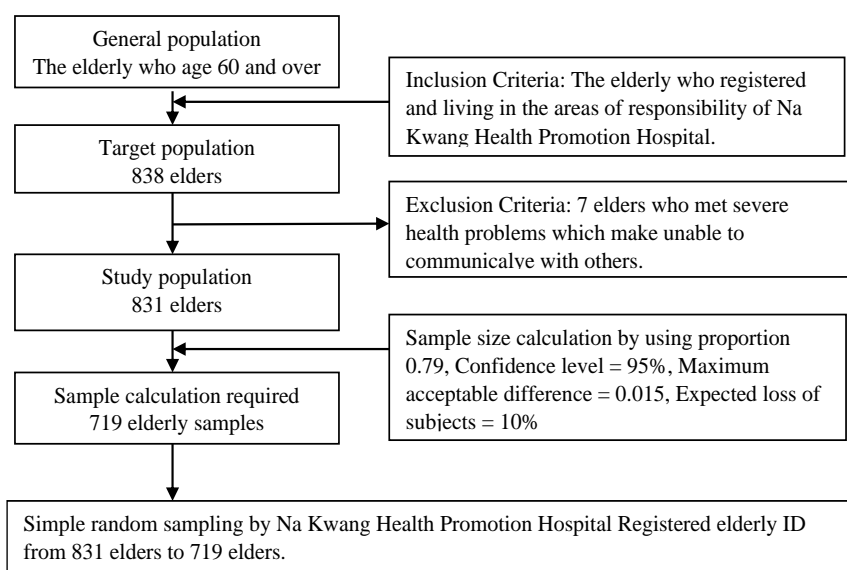 General population
The elderly who age 60 and over
Inclusion Criteria: The elderly who registered
and living in the areas of responsibility of Na
Kwang Health Promotion Hospital.
Target population
838 elders
Exclusion Criteria: 7 elders who met severe
health problems which make unable to
communicalve with others.
Study population
831 elders
Sample size calculation by using proportion
0.79, Confidence level = 95%, Maximum
acceptable difference = 0.015, Expected loss of
subjects = 10%
Sample calculation required
719 elderly samples
Simple random sampling by Na Kwang Health Promotion Hospital Registered elderly ID
from 831 elders to 719 elders.